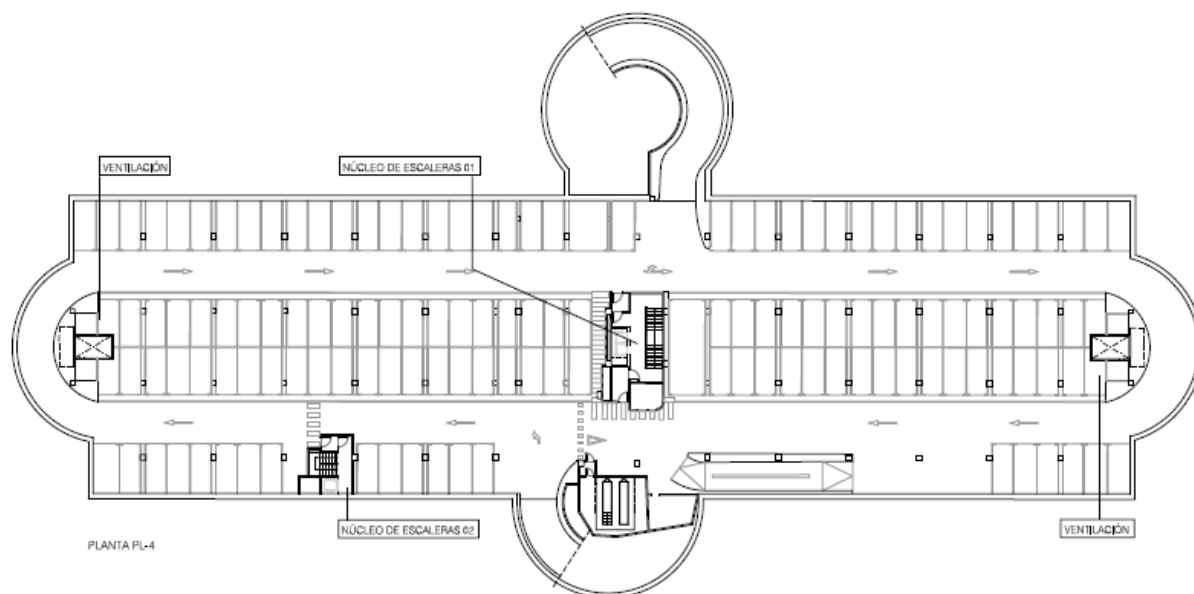 VENTILACIÓN
NÚCLEO DE ESCALERAS 01
NÚCLEO DE ESCALERAS 02
VENTILACIÓN
PLANTA PL-4